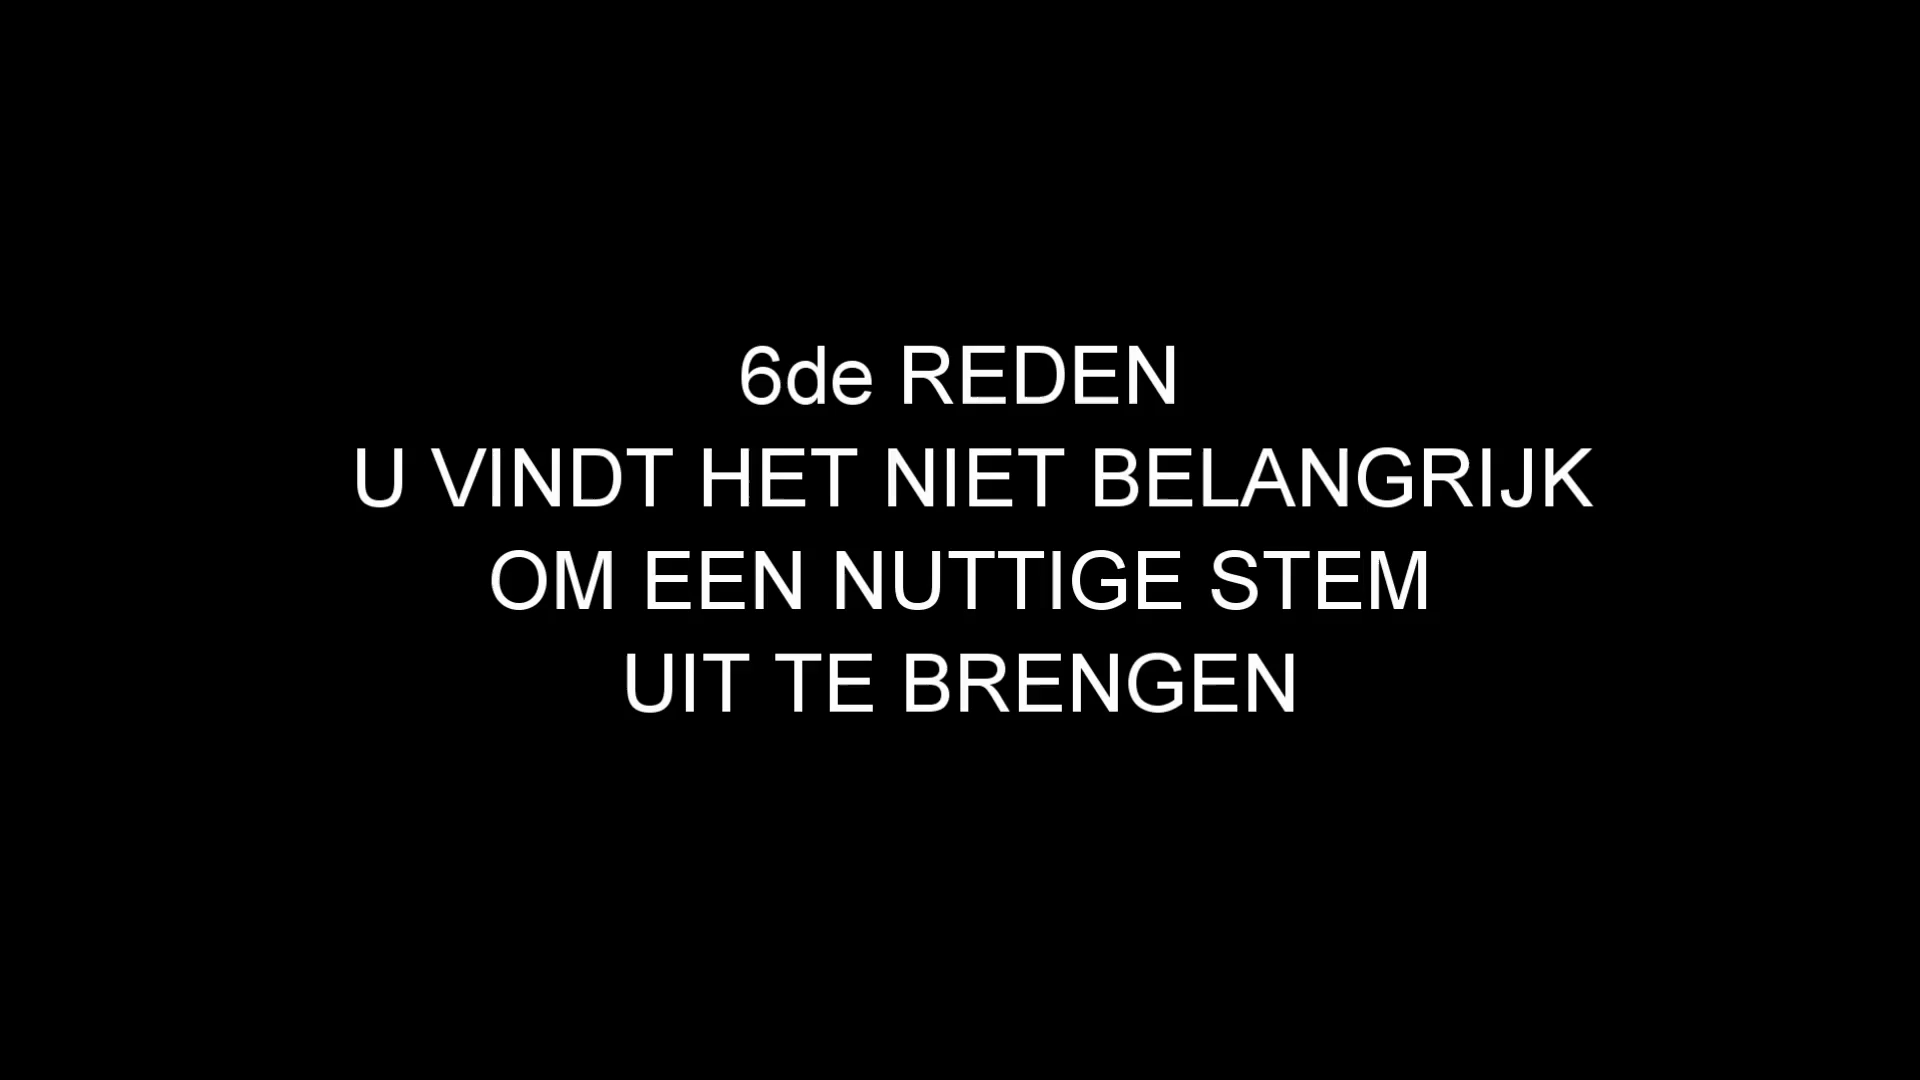 6de REDEN
U VINDT HET NIET BELANGRIJK
OM EEN NUTTIGE STEM
UIT TE BRENGEN